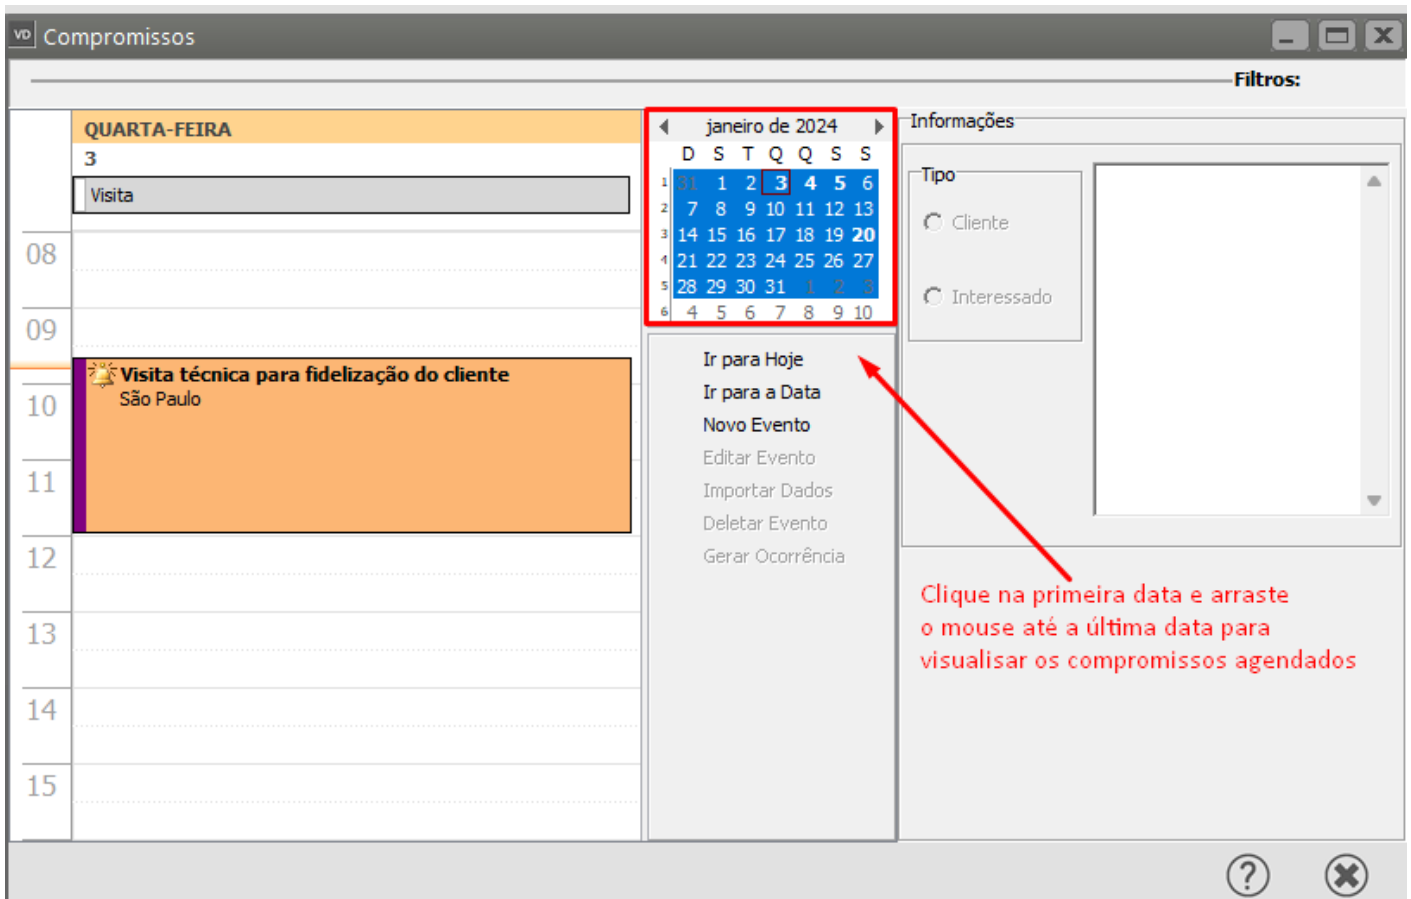 VD Compromissos
Filtros:
QUARTA-FEIRA
3
Visita
08
09
Visita técnica para fidelização do cliente
São Paulo
10
11
12
13
14
15
janeiro de 2024
D S T Q Q S S
1 31 1 2 3 4 5 6
2 7 8 9 10 11 12 13
3 14 15 16 17 18 19 20
4 21 22 23 24 25 26 27
5 28 29 30 31 1 2 3
6 4 5 6 7 8 9 10
Ir para Hoje
Ir para a Data
Novo Evento
Editar Evento
Importar Dados
Deletar Evento
Gerar Ocorrência
Informações
Tipo
Cliente
Interessado
Clique na primeira data e arraste
o mouse até a última data para
visualisar os compromissos agendados
?